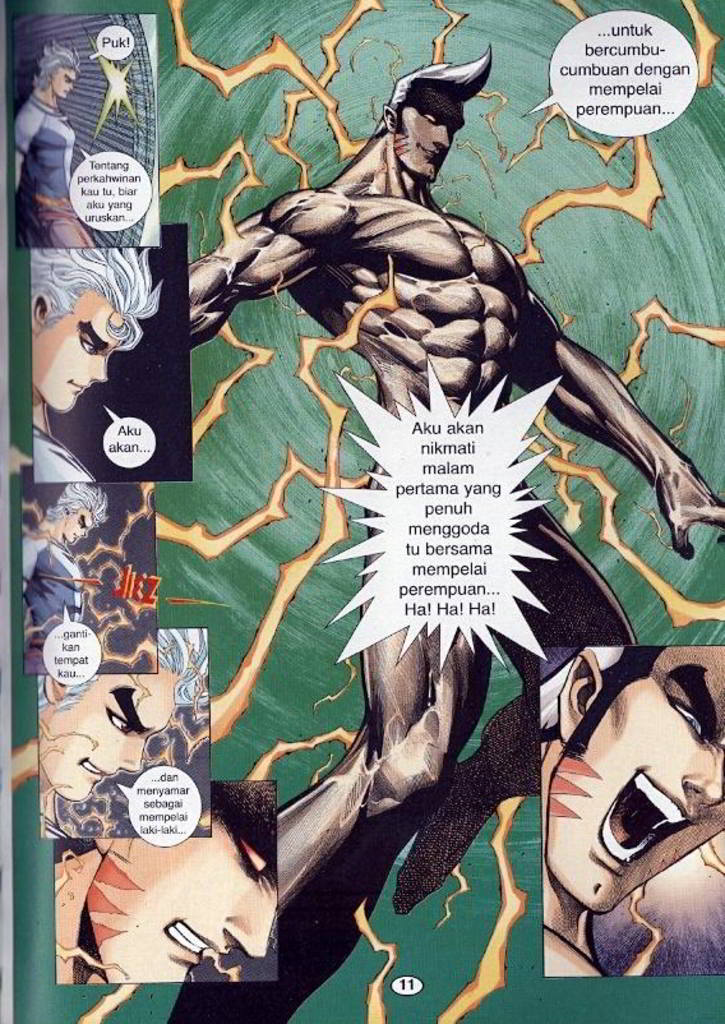 Puk!
Tentang
perkahwinan
kau tu, biar
aku yang
uruskan...
Aku
akan...
JIEZ
...ganti-
kan
tempat
kau...
...dan
menyamar
sebagai
mempelai
laki-laki...
...untuk
bercumbu-
cumbuan dengan
mempelai
perempuan...
Aku akan
nikmati
malam
pertama yang
penuh
menggoda
tu bersama
mempelai
perempuan...
Ha! Ha! Ha!
11